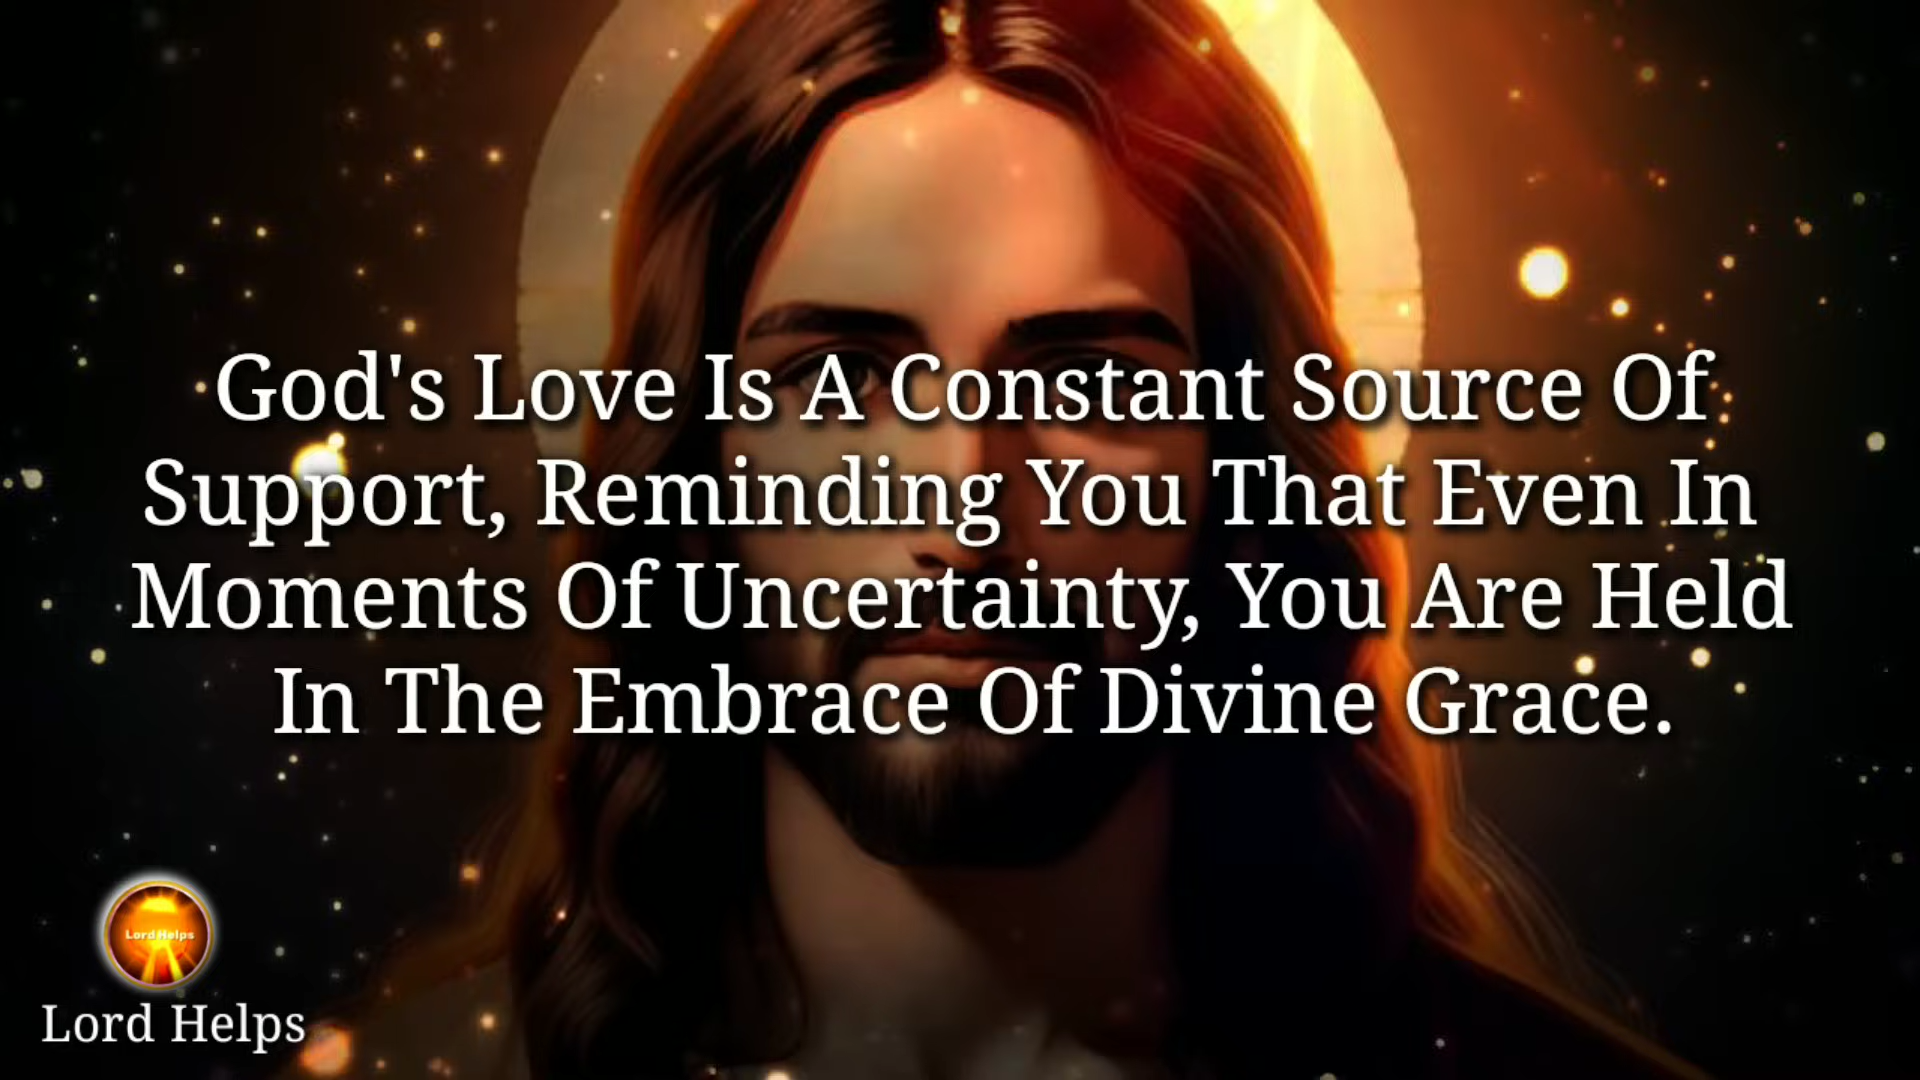 God's Love Is A Constant Source Of
Support, Reminding You That Even In
Moments Of Uncertainty, You Are Held
In The Embrace Of Divine Grace.
Lord Helps
Lord Helps